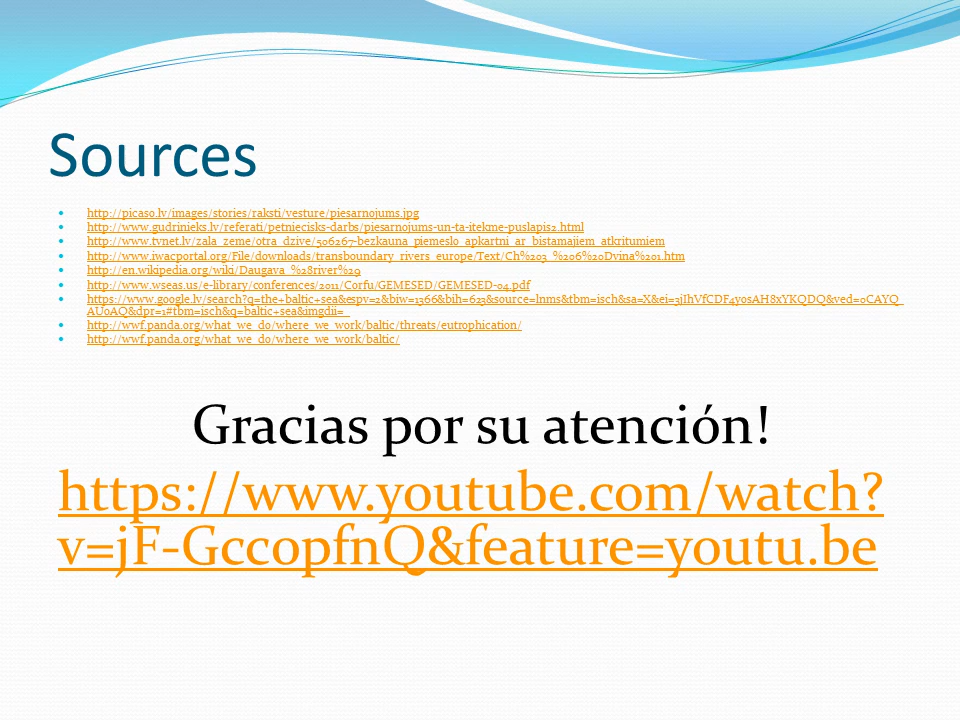 Sources
http://picaso.lv/images/stories/raksti/vesture/piesarnojums.jpg
http://www.gudrinieks.lv/referati/petniecisks-darbs/piesarnojums-un-ta-itekme-puslapis2.html
http://www.tvnet.lv/zala_zeme/otra_dzive/506267-bezkauna_piemeslo_apkartni_ar_bistamajiem_atkritumiem
http://www.iwacportal.org/File/downloads/transboundary_rivers_europe/Text/Ch%203_%206%20Dvina%201.htm
http://en.wikipedia.org/wiki/Daugava_%28river%29
http://www.wseas.us/e-library/conferences/2011/Corfu/GEMESED/GEMESED-04.pdf
https://www.google.lv/search?q=the+baltic+sea&espv=2&biw=1366&bih=623&source=lnms&tbm=isch&sa=X&ei=3jIhVfCDF4yosAH8xYKQDQ&ved=0CAYQ_
AUoAQ&dpr=1#tbm=isch&q=baltic+sea&imgdii=_
http://wwf.panda.org/what_we_do/where_we_work/baltic/threats/eutrophication/
http://wwf.panda.org/what_we_do/where_we_work/baltic/
Gracias por su atención!
https://www.youtube.com/watch?
v=jF-GccopfnQ&feature=youtu.be